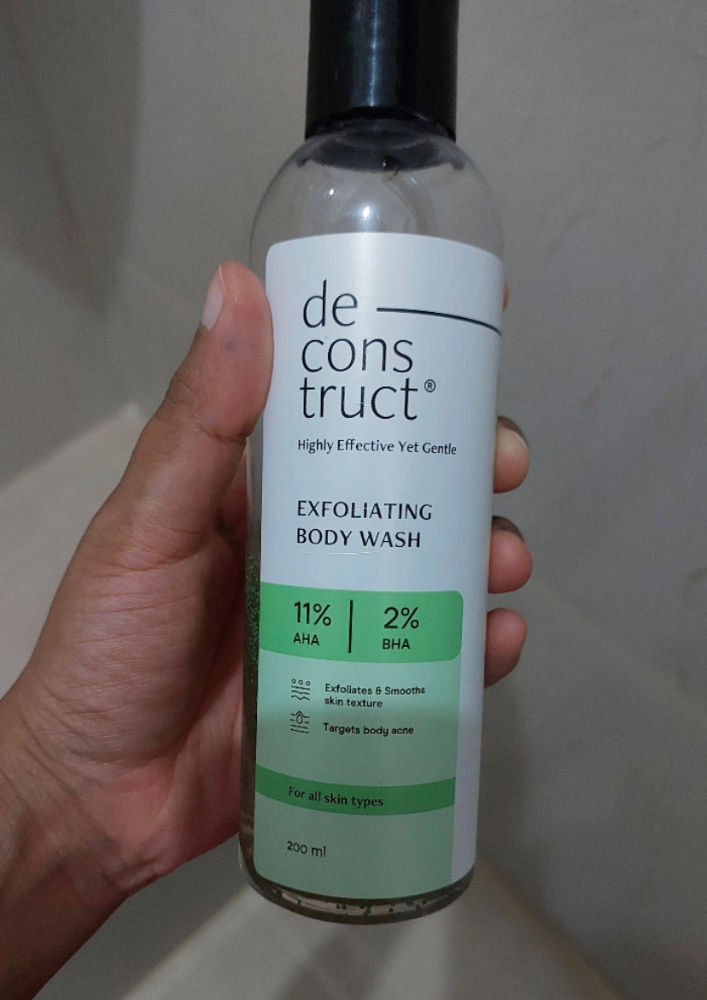 de
cons
truct®
Highly Effective Yet Gentle
EXFOLIATING
BODY WASH
11% 2%
AHA BHA
Exfoliates & Smooths
skin texture
Targets body acne
For all skin types
200 ml